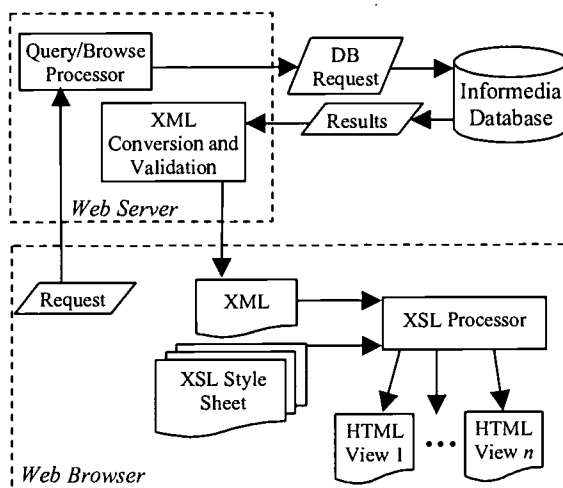 Query/Browse
Processor
DB
Request
Informedia
Database
XML
Conversion and
Validation
Results
Web Server
Request
XML
XSL Processor
XSL Style
Sheet
HTML
View 1
...
HTML
View n
Web Browser